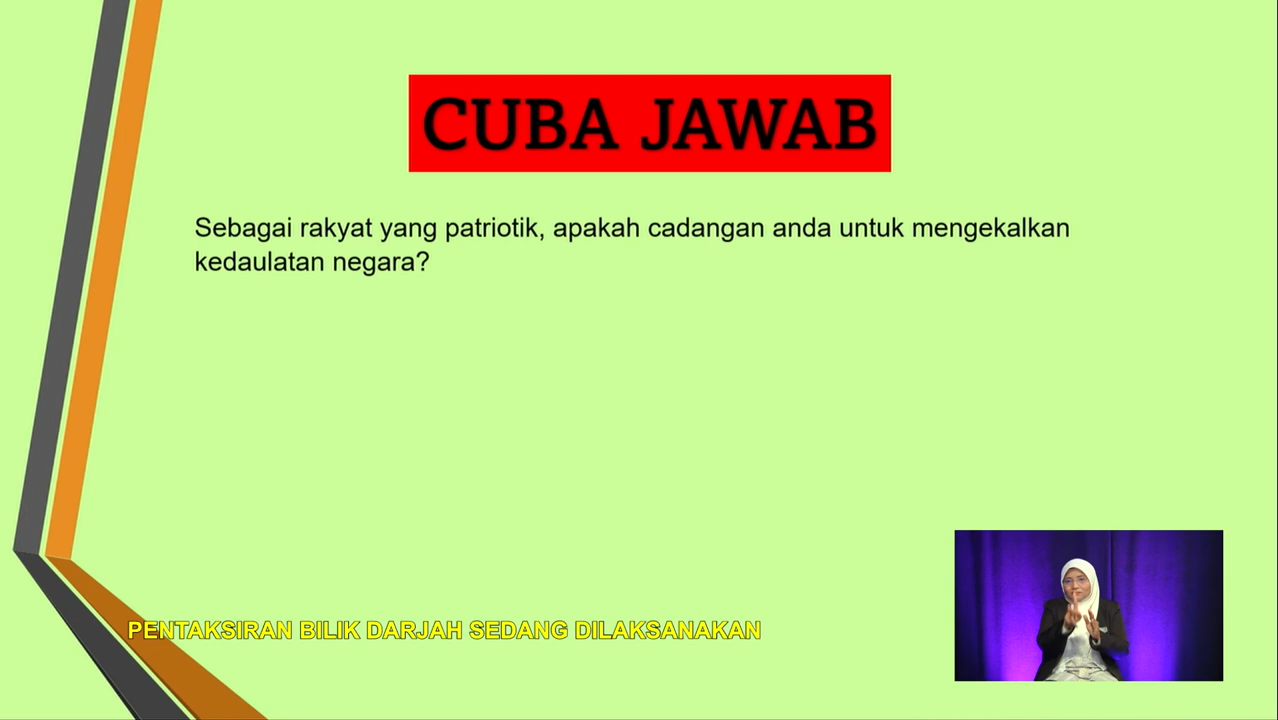 CUBA JAWAB
Sebagai rakyat yang patriotik, apakah cadangan anda untuk mengekalkan
kedaulatan negara?
PENTAKSIRAN BILIK DARJAH SEDANG DILAKSANAKAN